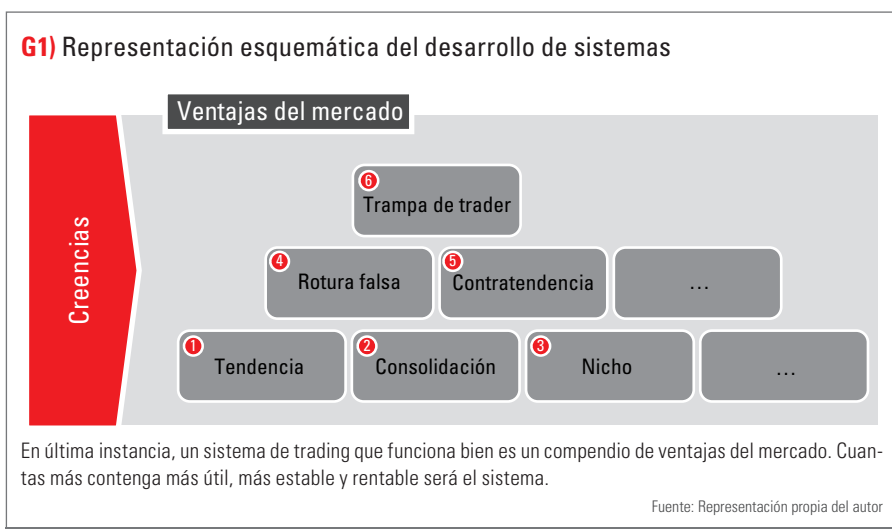 G1) Representación esquemática del desarrollo de sistemas
Ventajas del mercado
Creencias
6
Trampa de trader
4
Rotura falsa
5
Contratendencia
...
1
Tendencia
2
Consolidación
3
Nicho
...
En última instancia, un sistema de trading que funciona bien es un compendio de ventajas del mercado. Cuan-
tas más contenga más útil, más estable y rentable será el sistema.
Fuente: Representación propia del autor